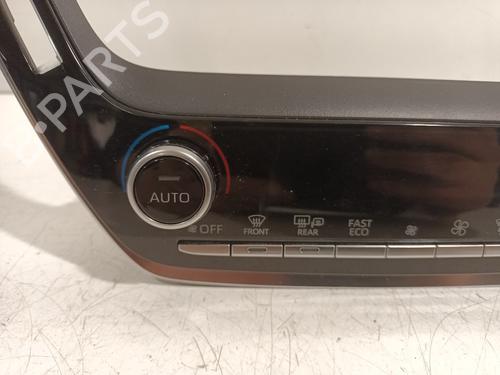 B-PARTS
AUTO
OFF
FRONT
REAR
FAST
ECO